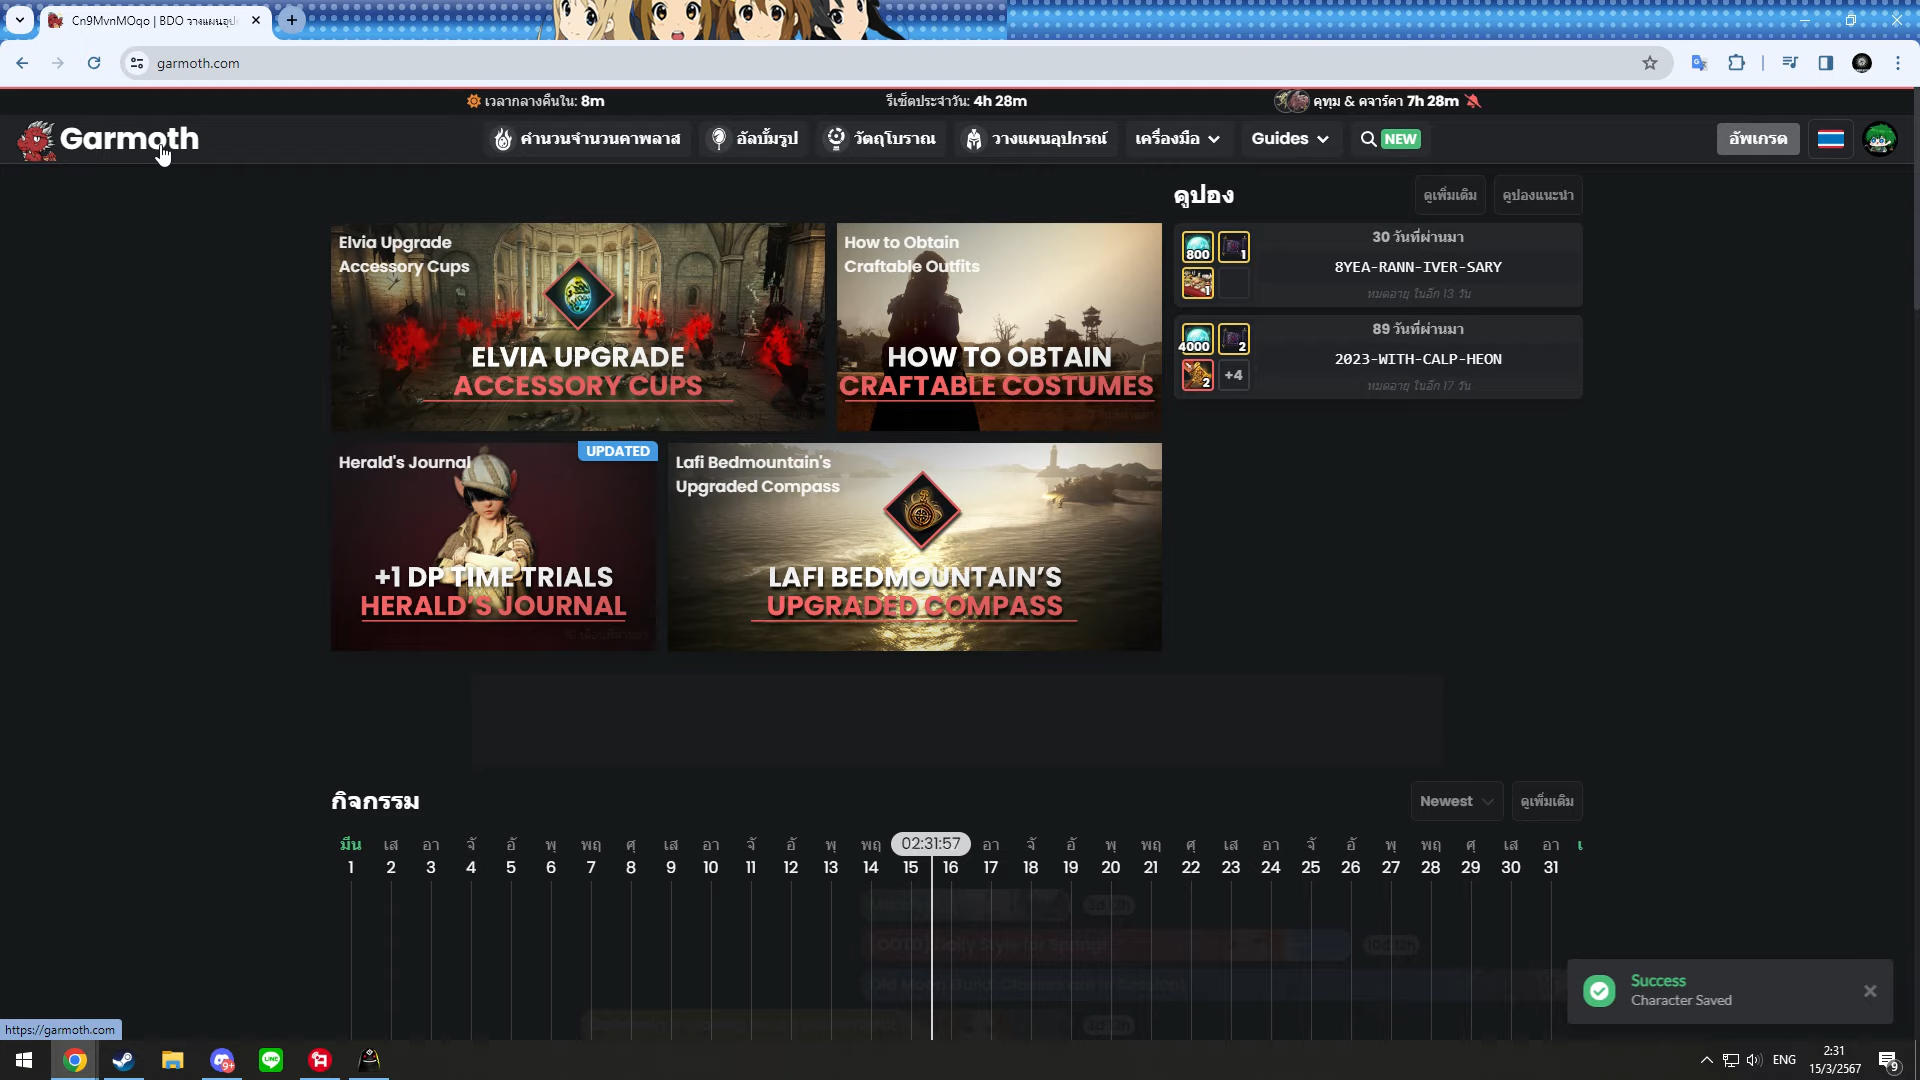 Cn9MvnMOqo | BDO วางแผนอุป
garmoth.com
เวลากลางคืนใน: 8m
รีเซ็ตประจำวัน: 4h 28m
คุทุม & คจาร์คา 7h 28m
Garmoth
คำนวนจำนวนคาพลาส
อัลบั้มรูป
วัตถุโบราณ
วางแผนอุปกรณ์
เครื่องมือ
Guides
NEW
อัพเกรด
Elvia Upgrade
Accessory Cups
ELVIA UPGRADE
ACCESSORY CUPS
How to Obtain
Craftable Outfits
HOW TO OBTAIN
CRAFTABLE COSTUMES
คูปอง
ดูเพิ่มเติม
คูปองแนะนำ
800
1
1
30 วันที่ผ่านมา
8YEA-RANN-IVER-SARY
หมดอายุ ในอีก 13 วัน
4000
2
2
+4
89 วันที่ผ่านมา
2023-WITH-CALP-HEON
หมดอายุ ในอีก 17 วัน
Herald's Journal
UPDATED
+1 DP TIME TRIALS
HERALD'S JOURNAL
Lafi Bedmountain's
Upgraded Compass
LAFI BEDMOUNTAIN'S
UPGRADED COMPASS
กิจกรรม
Newest
ดูเพิ่มเติม
มีน เส อา จั อั พุ พฤ ศุ เส อา จั อั พุ พฤ 02:31:57 อา จั อั พุ พฤ ศุ เส อา จั อั พุ พฤ ศุ เส อา เ
1 2 3 4 5 6 7 8 9 10 11 12 13 14 15 16 17 18 19 20 21 22 23 24 25 26 27 28 29 30 31
Success
Character Saved
https://garmoth.com
9+
LINE
ENG
2:31
15/3/2567
9